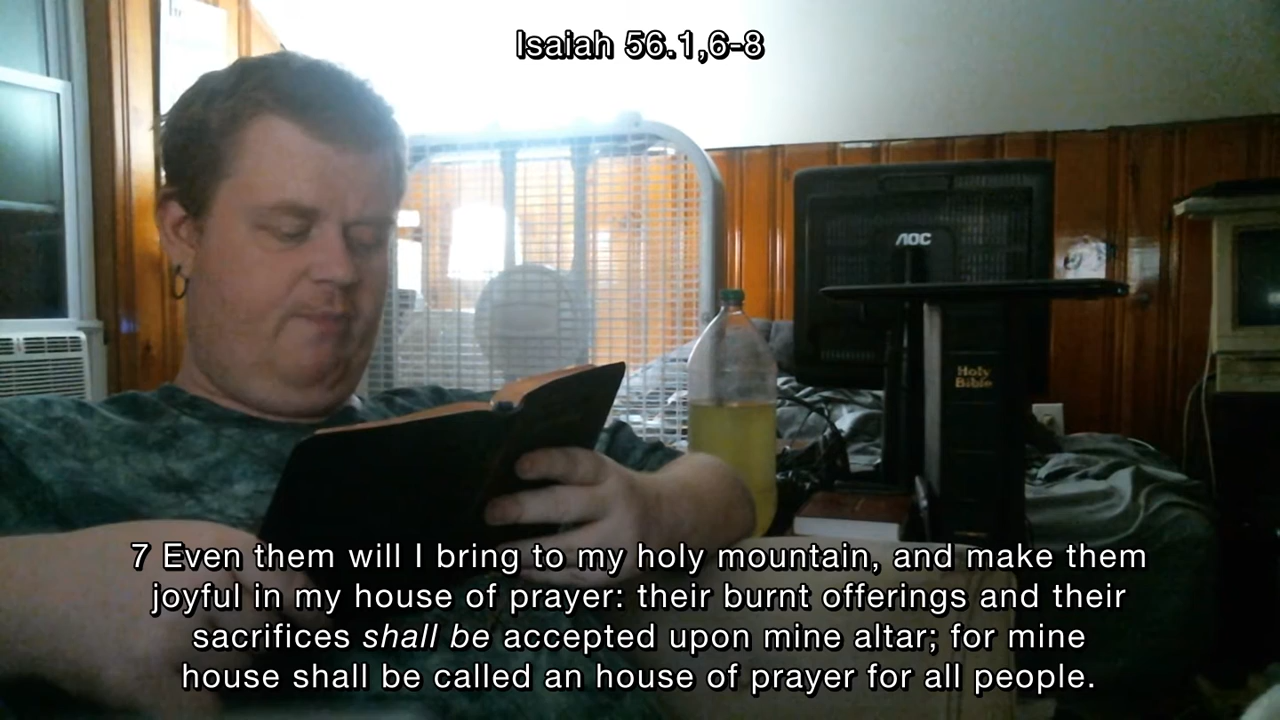 Isaiah 56.1,6-8
AOC
Holy
Bible
7 Even them will I bring to my holy mountain, and make them
joyful in my house of prayer: their burnt offerings and their
sacrifices shall be accepted upon mine altar; for mine
house shall be called an house of prayer for all people.